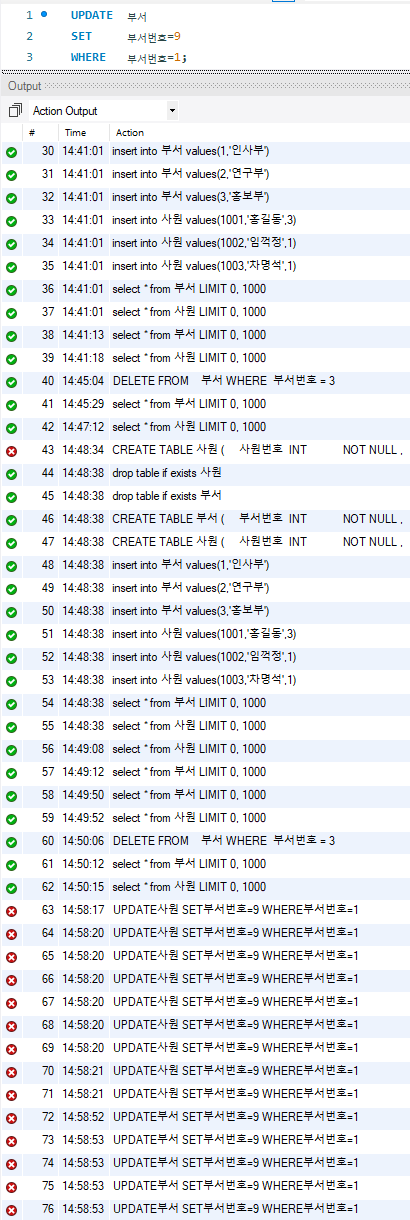 1 UPDATE 부서
2 SET 부서번호=9
3 WHERE 부서번호=1;
Output
Action Output
# Time Action
30 14:41:01 insert into 부서 values(1,'인사부')
31 14:41:01 insert into 부서 values(2,'연구부')
32 14:41:01 insert into 부서 values(3,'홍보부')
33 14:41:01 insert into 사원 values(1001,'홍길동',3)
34 14:41:01 insert into 사원 values(1002,'임꺽정',1)
35 14:41:01 insert into 사원 values(1003,'차명석',1)
36 14:41:01 select * from 부서 LIMIT 0, 1000
37 14:41:01 select * from 사원 LIMIT 0, 1000
38 14:41:13 select * from 부서 LIMIT 0, 1000
39 14:41:18 select * from 사원 LIMIT 0, 1000
40 14:45:04 DELETE FROM 부서 WHERE 부서번호 = 3
41 14:45:29 select * from 부서 LIMIT 0, 1000
42 14:47:12 select * from 사원 LIMIT 0, 1000
43 14:48:34 CREATE TABLE 사원 ( 사원번호 INT NOT NULL ,
44 14:48:38 drop table if exists 사원
45 14:48:38 drop table if exists 부서
46 14:48:38 CREATE TABLE 부서 ( 부서번호 INT NOT NULL ,
47 14:48:38 CREATE TABLE 사원 ( 사원번호 INT NOT NULL ,
48 14:48:38 insert into 부서 values(1,'인사부')
49 14:48:38 insert into 부서 values(2,'연구부')
50 14:48:38 insert into 부서 values(3,'홍보부')
51 14:48:38 insert into 사원 values(1001,'홍길동',3)
52 14:48:38 insert into 사원 values(1002,'임꺽정',1)
53 14:48:38 insert into 사원 values(1003,'차명석',1)
54 14:48:38 select * from 부서 LIMIT 0, 1000
55 14:48:38 select * from 사원 LIMIT 0, 1000
56 14:49:08 select * from 사원 LIMIT 0, 1000
57 14:49:12 select * from 부서 LIMIT 0, 1000
58 14:49:50 select * from 부서 LIMIT 0, 1000
59 14:49:52 select * from 사원 LIMIT 0, 1000
60 14:50:06 DELETE FROM 부서 WHERE 부서번호 = 3
61 14:50:12 select * from 부서 LIMIT 0, 1000
62 14:50:15 select * from 사원 LIMIT 0, 1000
63 14:58:17 UPDATE사원 SET부서번호=9 WHERE부서번호=1
64 14:58:20 UPDATE사원 SET부서번호=9 WHERE부서번호=1
65 14:58:20 UPDATE사원 SET부서번호=9 WHERE부서번호=1
66 14:58:20 UPDATE사원 SET부서번호=9 WHERE부서번호=1
67 14:58:20 UPDATE사원 SET부서번호=9 WHERE부서번호=1
68 14:58:20 UPDATE사원 SET부서번호=9 WHERE부서번호=1
69 14:58:20 UPDATE사원 SET부서번호=9 WHERE부서번호=1
70 14:58:21 UPDATE사원 SET부서번호=9 WHERE부서번호=1
71 14:58:21 UPDATE사원 SET부서번호=9 WHERE부서번호=1
72 14:58:52 UPDATE부서 SET부서번호=9 WHERE부서번호=1
73 14:58:53 UPDATE부서 SET부서번호=9 WHERE부서번호=1
74 14:58:53 UPDATE부서 SET부서번호=9 WHERE부서번호=1
75 14:58:53 UPDATE부서 SET부서번호=9 WHERE부서번호=1
76 14:58:53 UPDATE부서 SET부서번호=9 WHERE부서번호=1